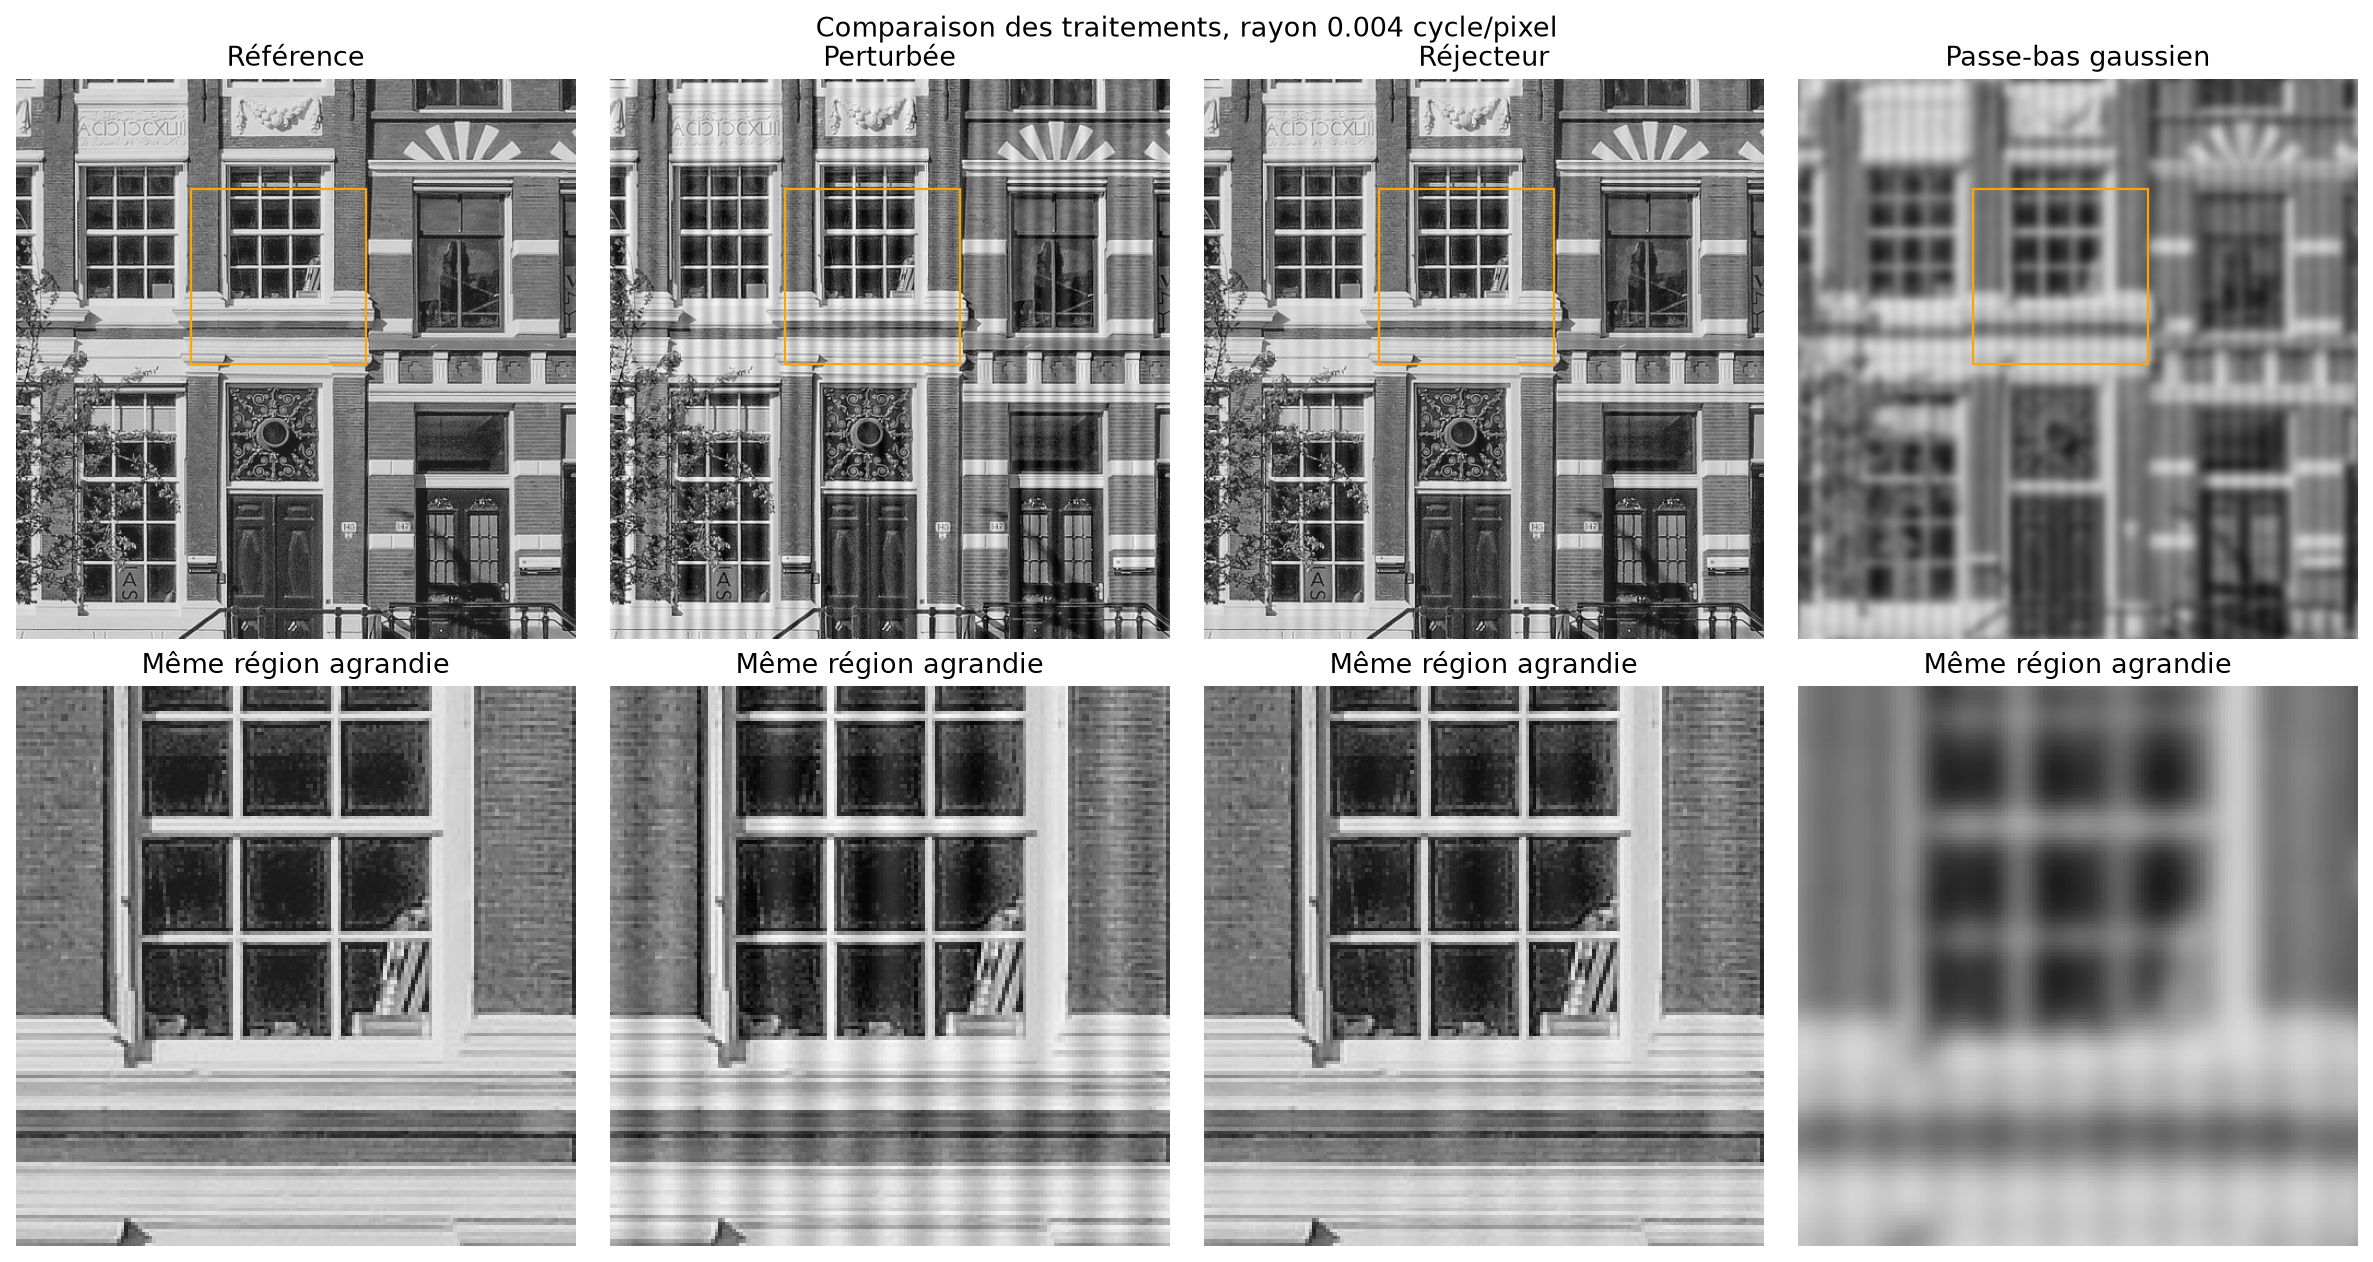 Comparaison des traitements, rayon 0.004 cycle/pixel
Référence
Perturbée
Réjecteur
Passe-bas gaussien
Même région agrandie
Même région agrandie
Même région agrandie
Même région agrandie